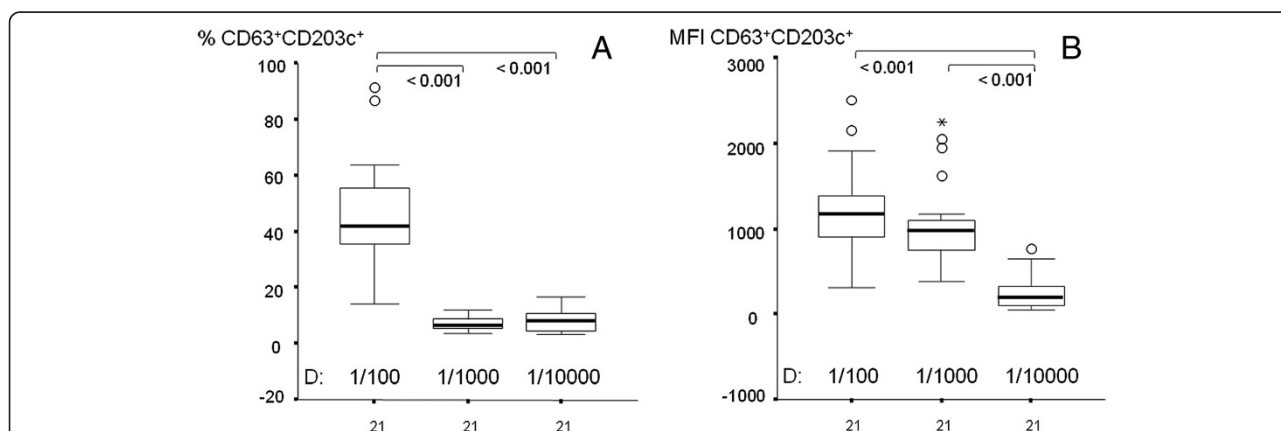 % CD63⁺CD203c⁺
A
< 0.001
< 0.001
100
80
60
40
20
0
-20
D: 1/100 1/1000 1/10000
21 21 21
MFI CD63⁺CD203c⁺
B
< 0.001
< 0.001
3000
2000
*
1000
0
-1000
D: 1/100 1/1000 1/10000
21 21 21